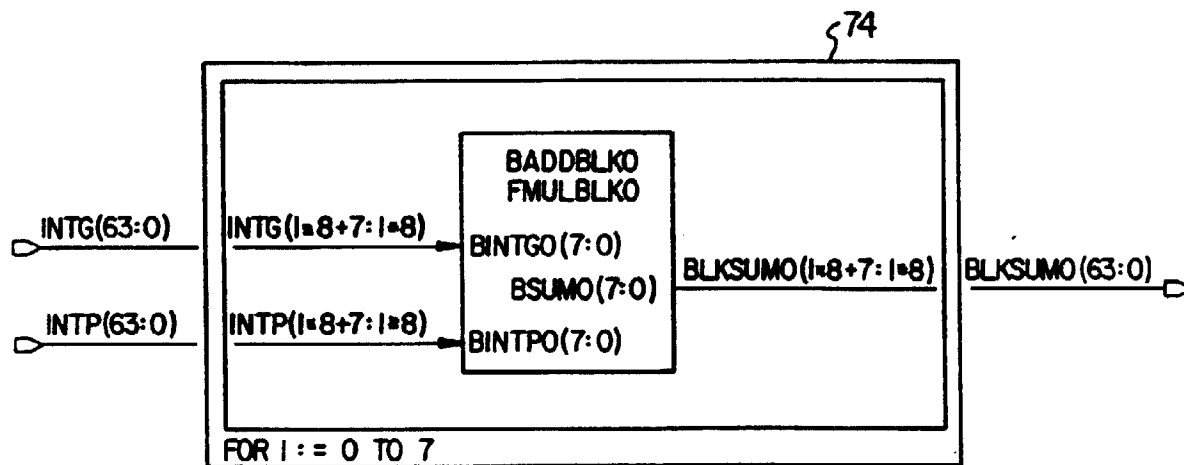 74
BADDBLK0
FMULBLK0
INTG(63:0)
INTG(I*8+7:I*8)
BINTG0(7:0)
BSUM0(7:0)
BLKSUM0(I*8+7:I*8)
BLKSUM0(63:0)
INTP(63:0)
INTP(I*8+7:I*8)
BINTP0(7:0)
FOR I := 0 TO 7